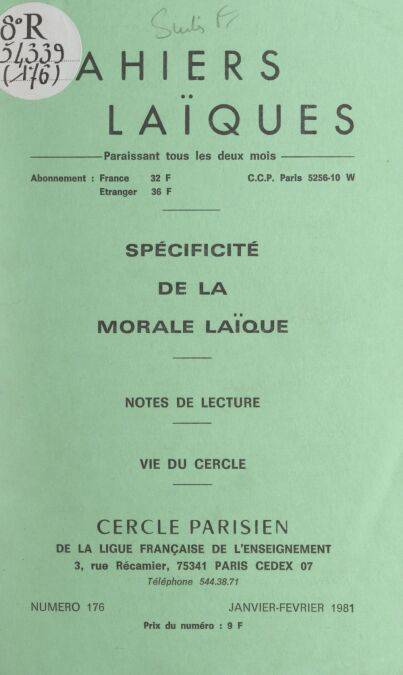 8° R
54339
(176)
AHIERS
LAÏQUES
Paraissant tous les deux mois
Abonnement : France 32 F C.C.P. Paris 5256-10 W
Etranger 36 F
SPÉCIFICITÉ
DE LA
MORALE LAÏQUE
NOTES DE LECTURE
VIE DU CERCLE
CERCLE PARISIEN
DE LA LIGUE FRANÇAISE DE L'ENSEIGNEMENT
3, rue Récamier, 75341 PARIS CEDEX 07
Téléphone 544.38.71
NUMERO 176 JANVIER-FEVRIER 1981
Prix du numéro : 9 F